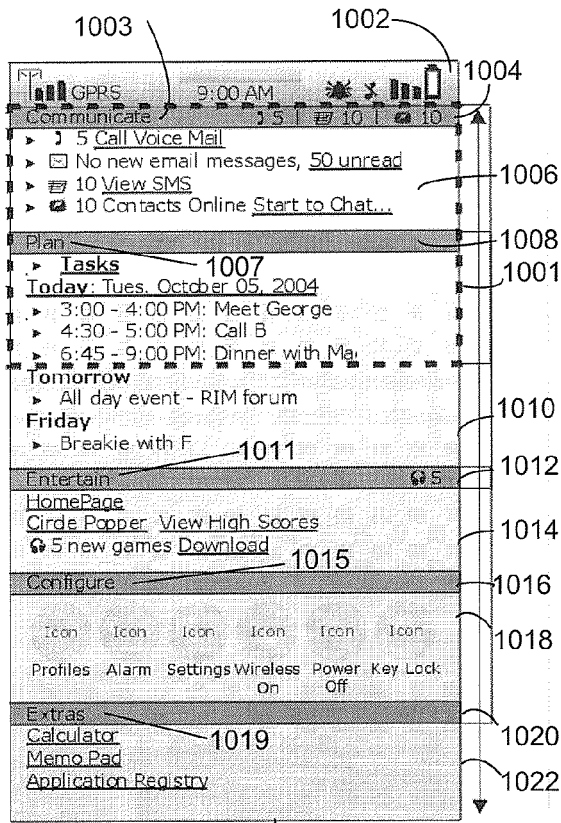 1003
1002
1004
GPRS 9:00 AM
Communicate 5 | 10 | 10
5 Call Voice Mail
No new email messages, 50 unread
1006
10 View SMS
10 Contacts Online Start to Chat...
Plan
1008
1007
1001
Tasks
Today: Tues, October 05, 2004
3:00 - 4:00 PM: Meet George
4:30 - 5:00 PM: Call B
6:45 - 9:00 PM: Dinner with Ma
Tomorrow
All day event - RIM forum
1010
Friday
Breakie with F
1011
1012
Entertain 5
HomePage
Circle Popper View High Scores
1014
5 new games Download
1015
Configure
1016
Icon Icon Icon Icon Icon Icon
1018
Profiles Alarm Settings Wireless On Power Off Key Lock
Extras
1019
1020
Calculator
Memo Pad
1022
Application Registry